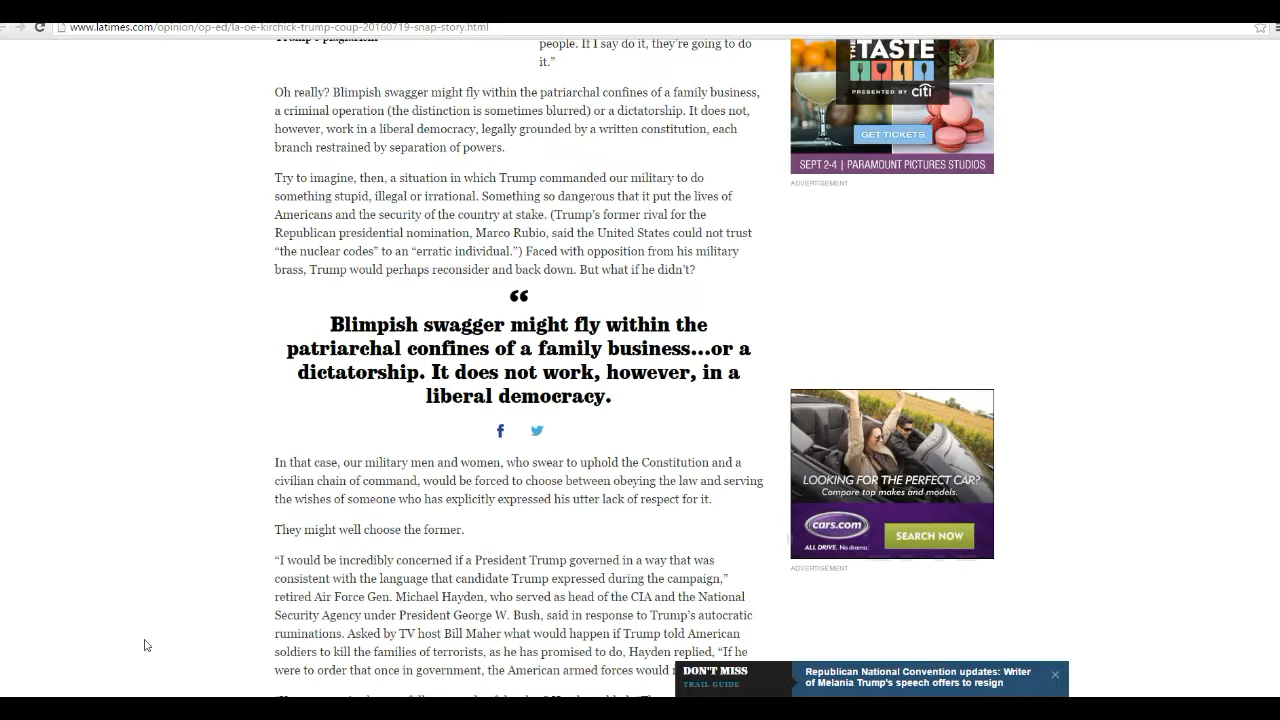 www.latimes.com/opinion/op-ed/la-oe-kirchick-trump-coup-20160719-snap-story.html
people. If I say do it, they’re going to do
it.”
Oh really? Blimpish swagger might fly within the patriarchal confines of a family business,
a criminal operation (the distinction is sometimes blurred) or a dictatorship. It does not,
however, work in a liberal democracy, legally grounded by a written constitution, each
branch restrained by separation of powers.
Try to imagine, then, a situation in which Trump commanded our military to do
something stupid, illegal or irrational. Something so dangerous that it put the lives of
Americans and the security of the country at stake. (Trump’s former rival for the
Republican presidential nomination, Marco Rubio, said the United States could not trust
“the nuclear codes” to an “erratic individual.”) Faced with opposition from his military
brass, Trump would perhaps reconsider and back down. But what if he didn’t?
“
Blimpish swagger might fly within the
patriarchal confines of a family business...or a
dictatorship. It does not work, however, in a
liberal democracy.
In that case, our military men and women, who swear to uphold the Constitution and a
civilian chain of command, would be forced to choose between obeying the law and serving
the wishes of someone who has explicitly expressed his utter lack of respect for it.
They might well choose the former.
“I would be incredibly concerned if a President Trump governed in a way that was
consistent with the language that candidate Trump expressed during the campaign,”
retired Air Force Gen. Michael Hayden, who served as head of the CIA and the National
Security Agency under President George W. Bush, said in response to Trump’s autocratic
ruminations. Asked by TV host Bill Maher what would happen if Trump told American
soldiers to kill the families of terrorists, as he has promised to do, Hayden replied, “If he
were to order that once in government, the American armed forces would
THE
TASTE
PRESENTED BY citi
GET TICKETS
SEPT 2-4 | PARAMOUNT PICTURES STUDIOS
ADVERTISEMENT
LOOKING FOR THE PERFECT CAR?
Compare top makes and models.
cars.com
ALL DRIVE. No drama.
SEARCH NOW
ADVERTISEMENT
DON'T MISS
TRAIL GUIDE
Republican National Convention updates: Writer
of Melania Trump's speech offers to resign